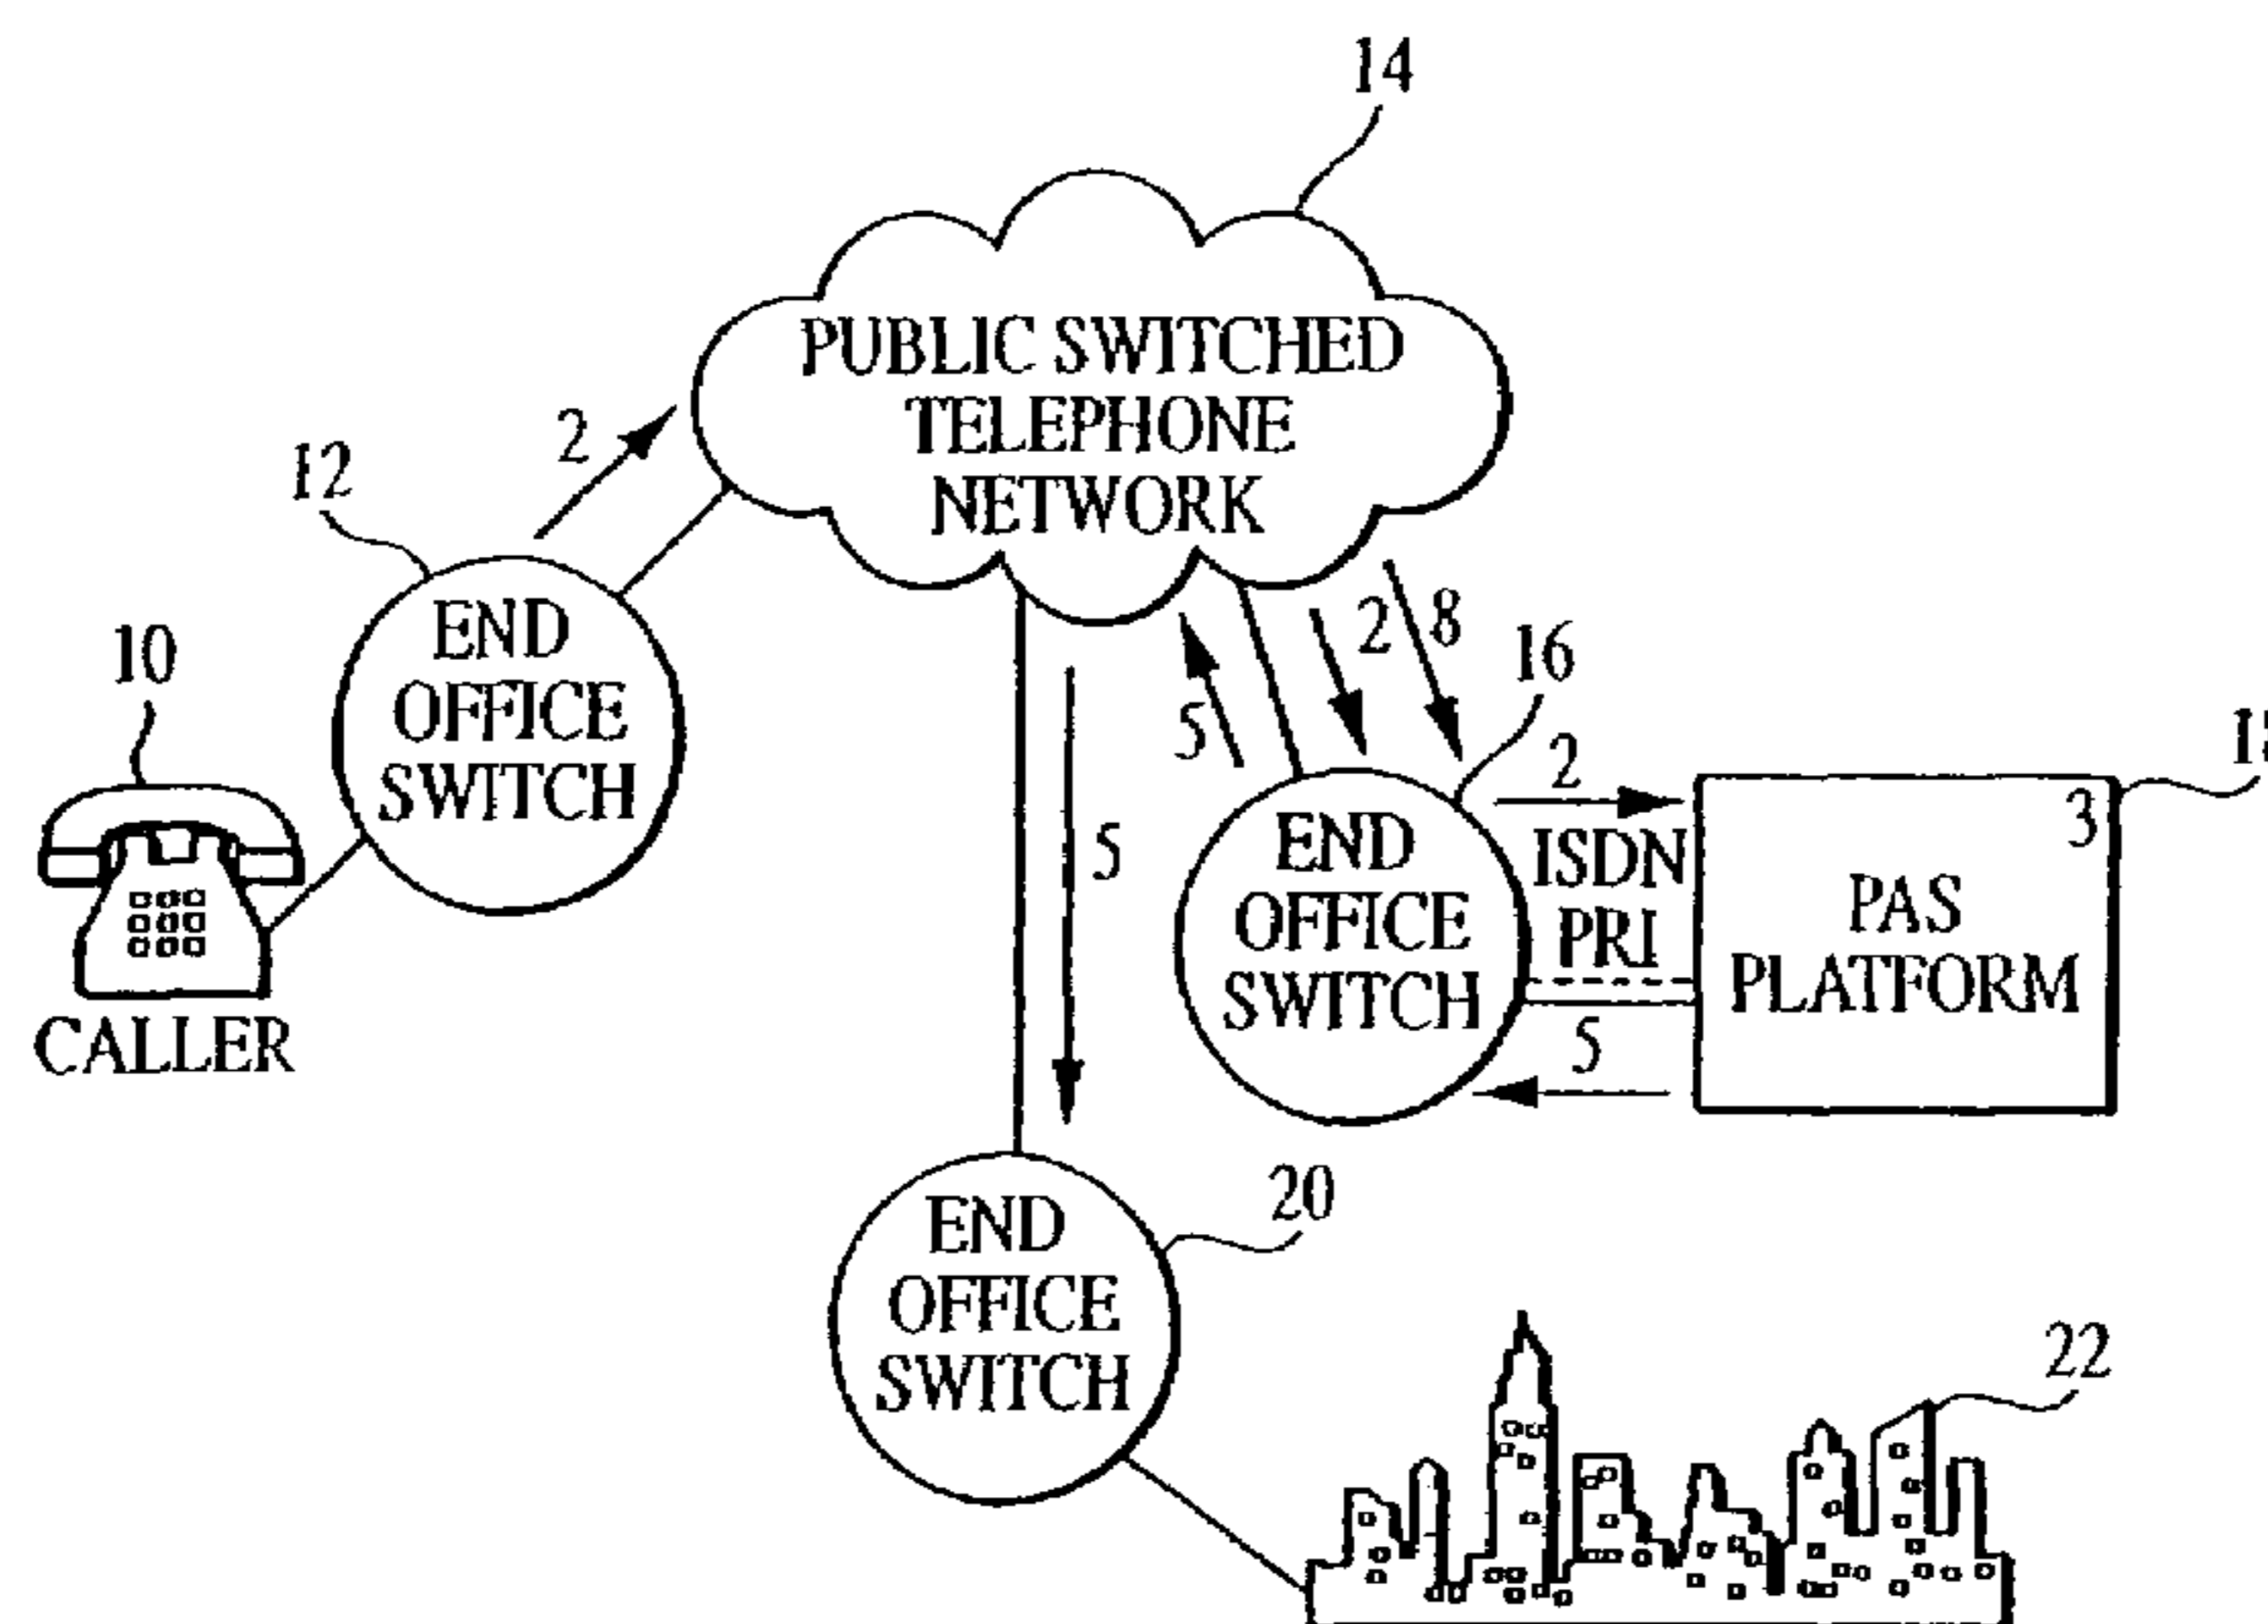 14
PUBLIC SWITCHED
TELEPHONE
NETWORK
2
12
END
OFFICE
SWITCH
10
CALLER
2
8
5
16
5
END
OFFICE
SWITCH
2
ISDN
PRI
5
3
PAS
PLATFORM
20
END
OFFICE
SWITCH
22